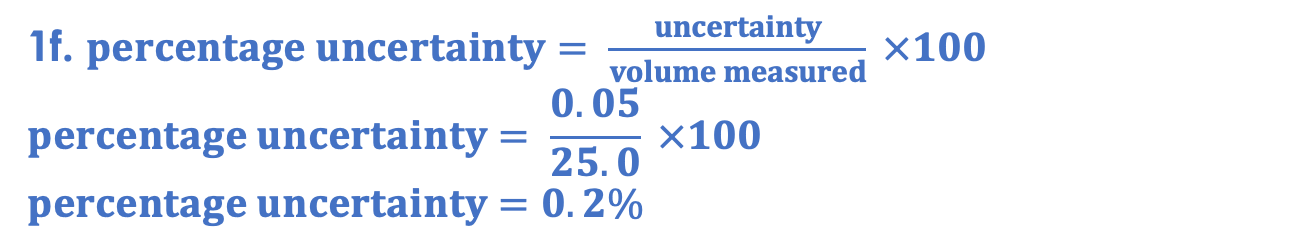 1f. percentage uncertainty = uncertainty/volume measured ×100
percentage uncertainty = 0.05/25.0 ×100
percentage uncertainty = 0.2%